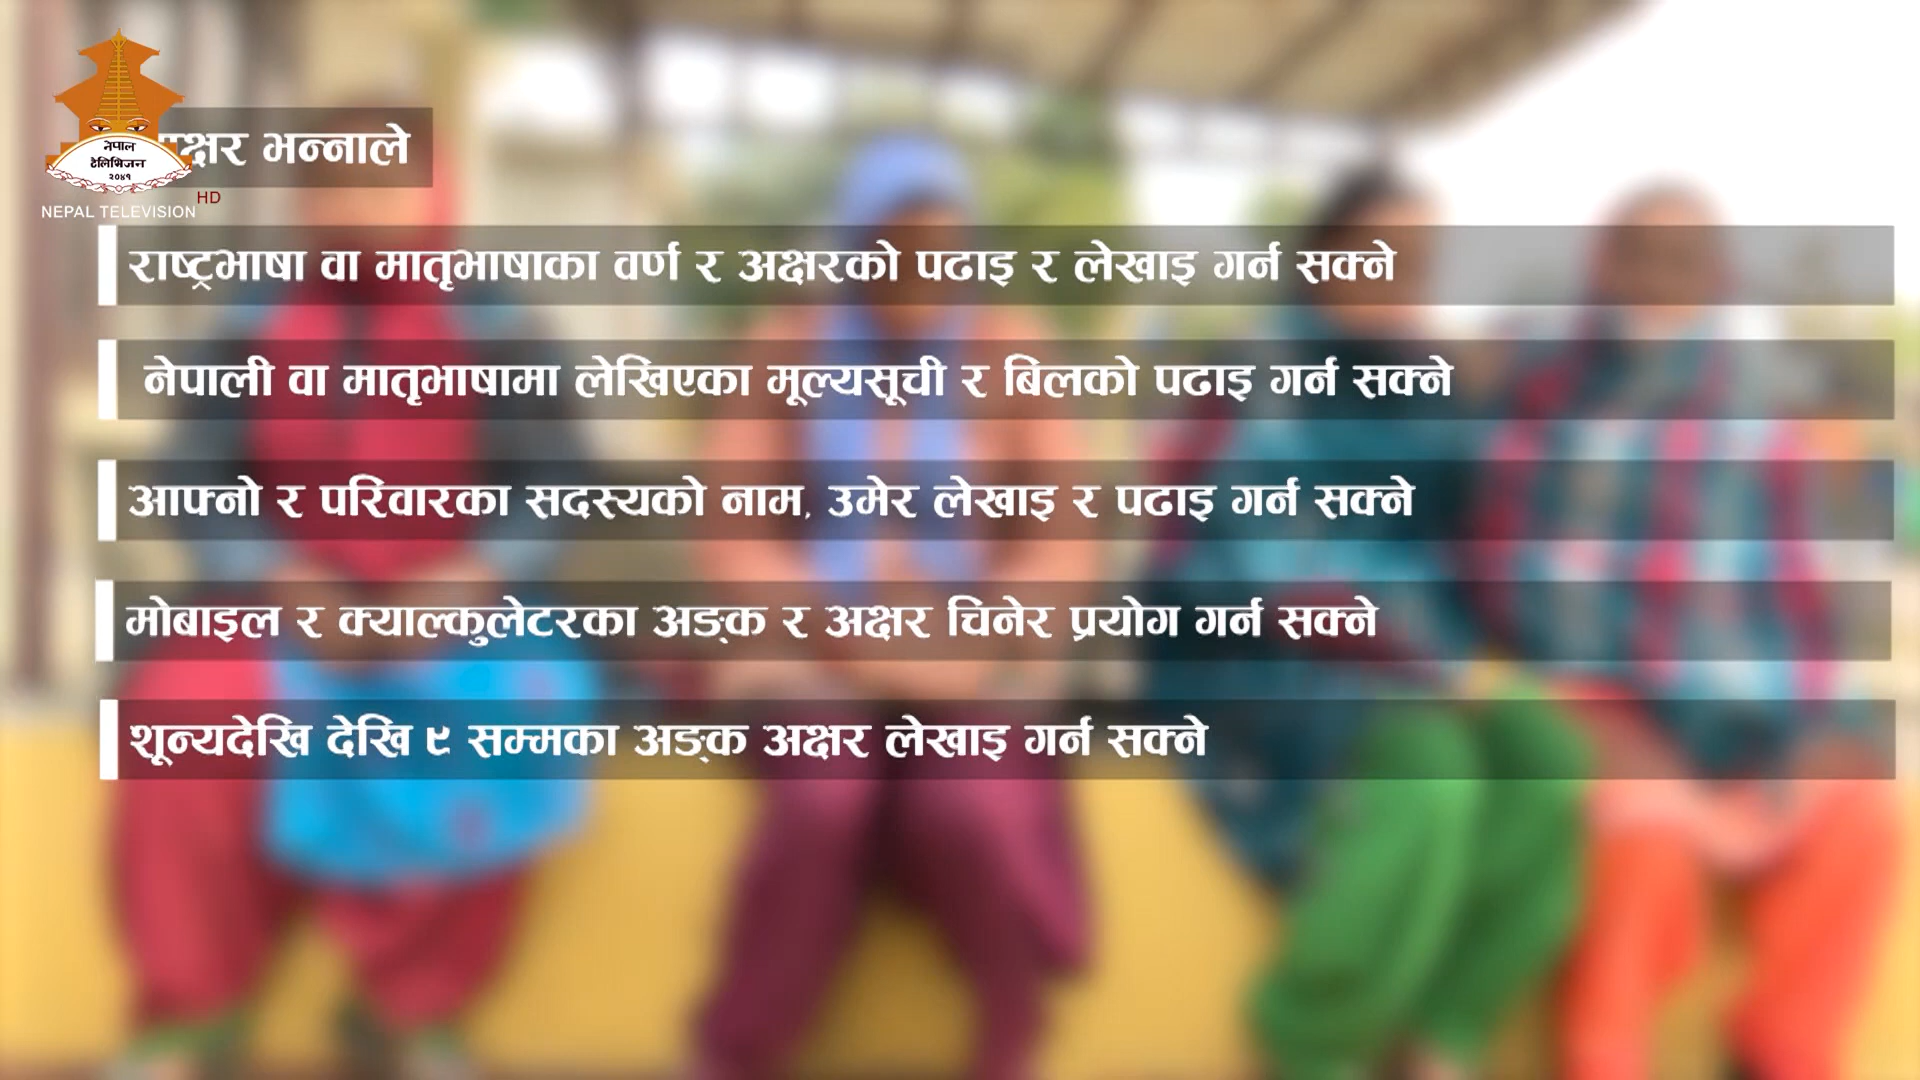 नेपाल
टेलिभिजन
२०४१
NEPAL TELEVISION HD
भन्नाले
राष्ट्रभाषा वा मातृभाषाका वर्ण र अक्षरको पढाइ र लेखाइ गर्न सक्ने
नेपाली वा मातृभाषामा लेखिएका मूल्यसूची र बिलको पढाइ गर्न सक्ने
आफ्नो र परिवारका सदस्यको नाम, उमेर लेखाइ र पढाइ गर्न सक्ने
मोबाइल र क्याल्कुलेटरका अङ्क र अक्षर चिनेर प्रयोग गर्न सक्ने
शून्यदेखि देखि ९ सम्मका अङ्क अक्षर लेखाइ गर्न सक्ने